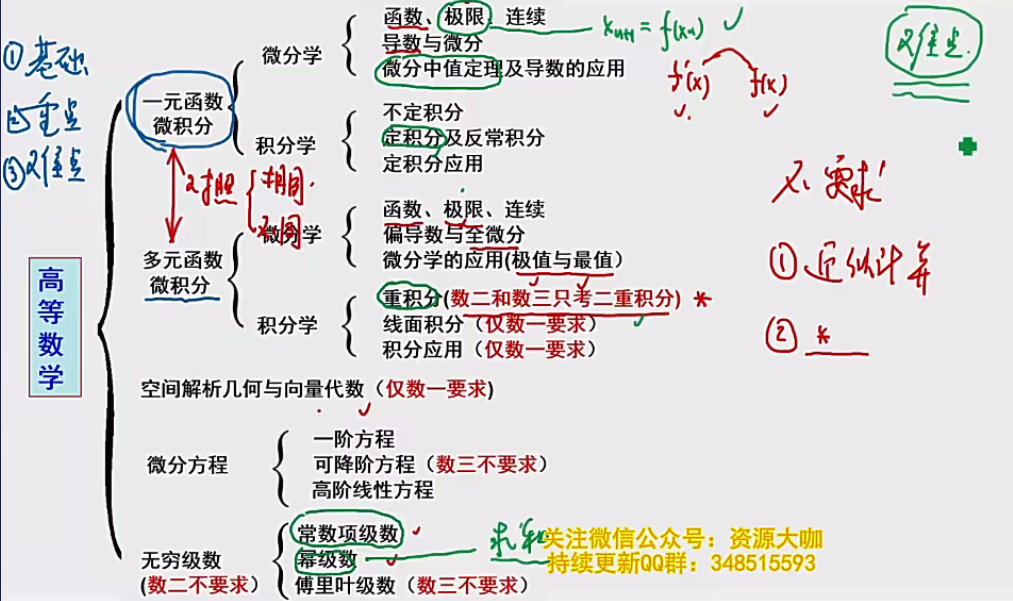 函数、极限、连续
x_{n+1} = f(x_n)
导数与微分
微分学
微分中值定理及导数的应用
f'(x) f(x)
①基础
②重点
③难点
难点.
一元函数
微积分
不定积分
积分学
定积分及反常积分
定积分应用
对照
相同.
不同
不要求
①近似计算
② *
函数、极限、连续
微分学
偏导数与全微分
微分学的应用(极值与最值)
多元函数
微积分
重积分(数二和数三只考二重积分) *
积分学
线面积分(仅数一要求)
积分应用(仅数一要求)
高等数学
空间解析几何与向量代数(仅数一要求)
一阶方程
微分方程
可降阶方程(数三不要求)
高阶线性方程
常数项级数
求和
无穷级数
幂级数
(数二不要求)
傅里叶级数(数三不要求)
关注微信公众号：资源大咖
持续更新QQ群：348515593